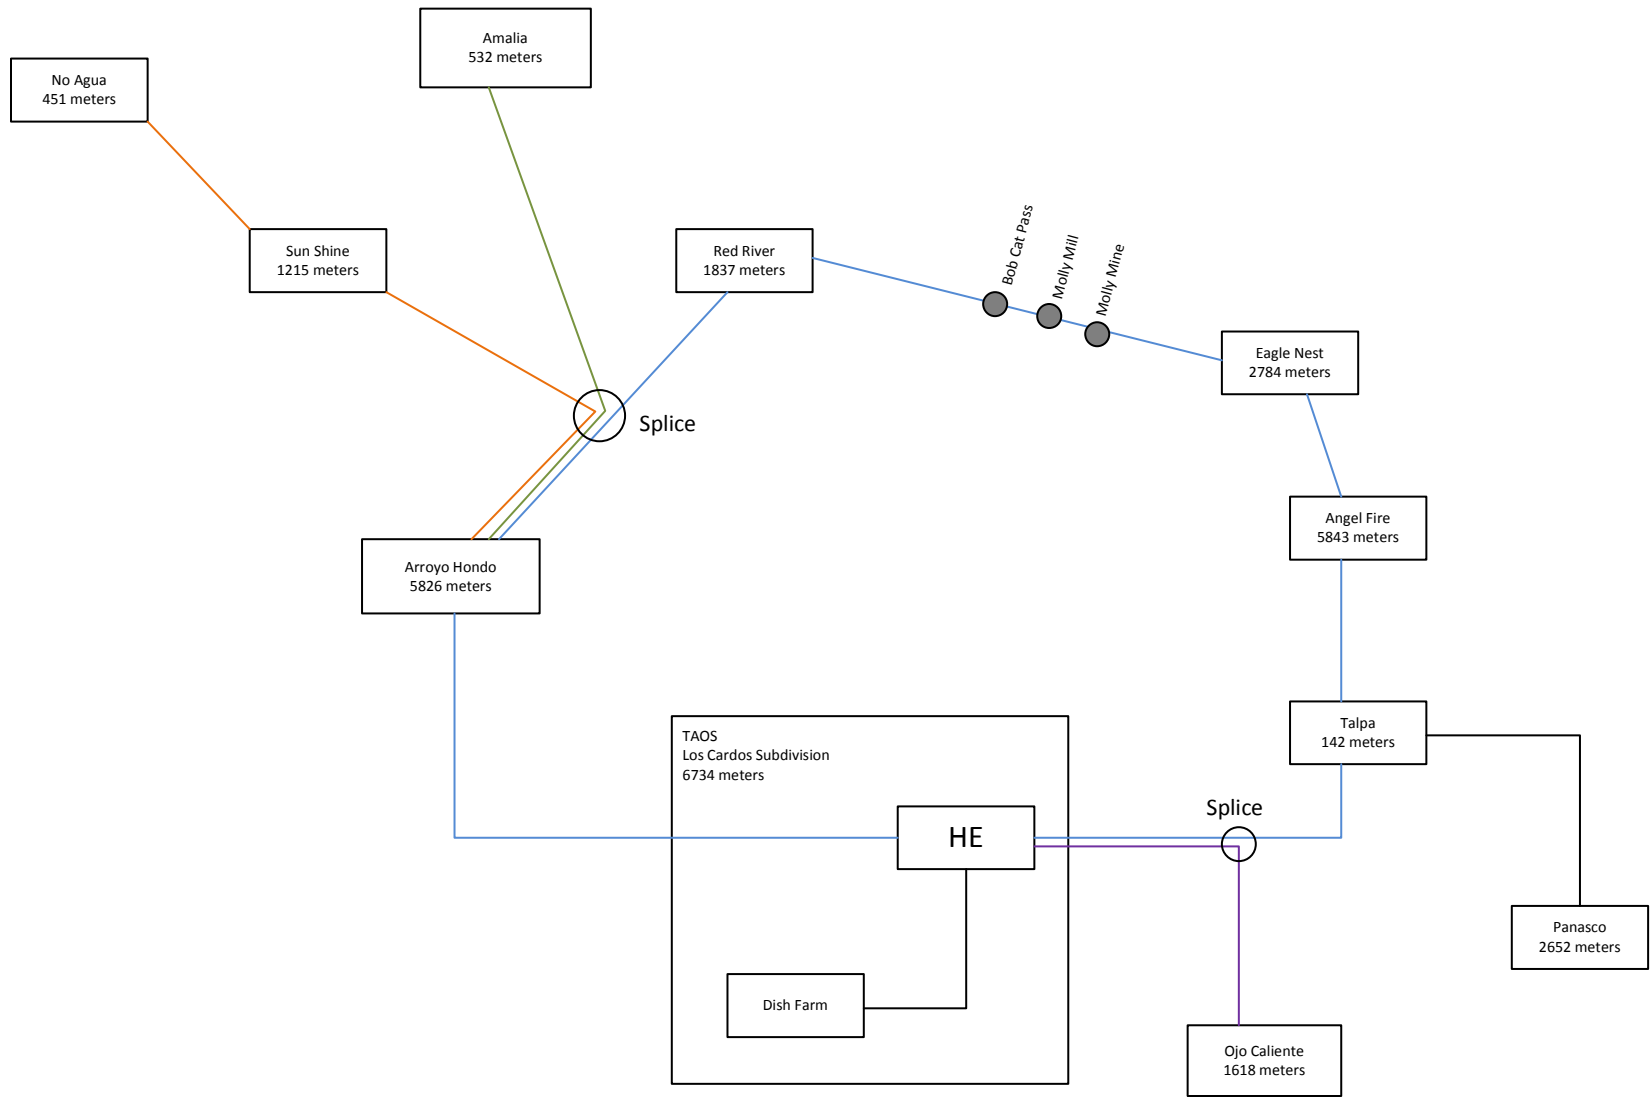 Amalia
532 meters
No Agua
451 meters
Sun Shine
1215 meters
Red River
1837 meters
Bob Cat Pass
Molly Mill
Molly Mine
Eagle Nest
2784 meters
Splice
Angel Fire
5843 meters
Arroyo Hondo
5826 meters
Talpa
142 meters
TAOS
Los Cardos Subdivision
6734 meters
Splice
HE
Panasco
2652 meters
Dish Farm
Ojo Caliente
1618 meters